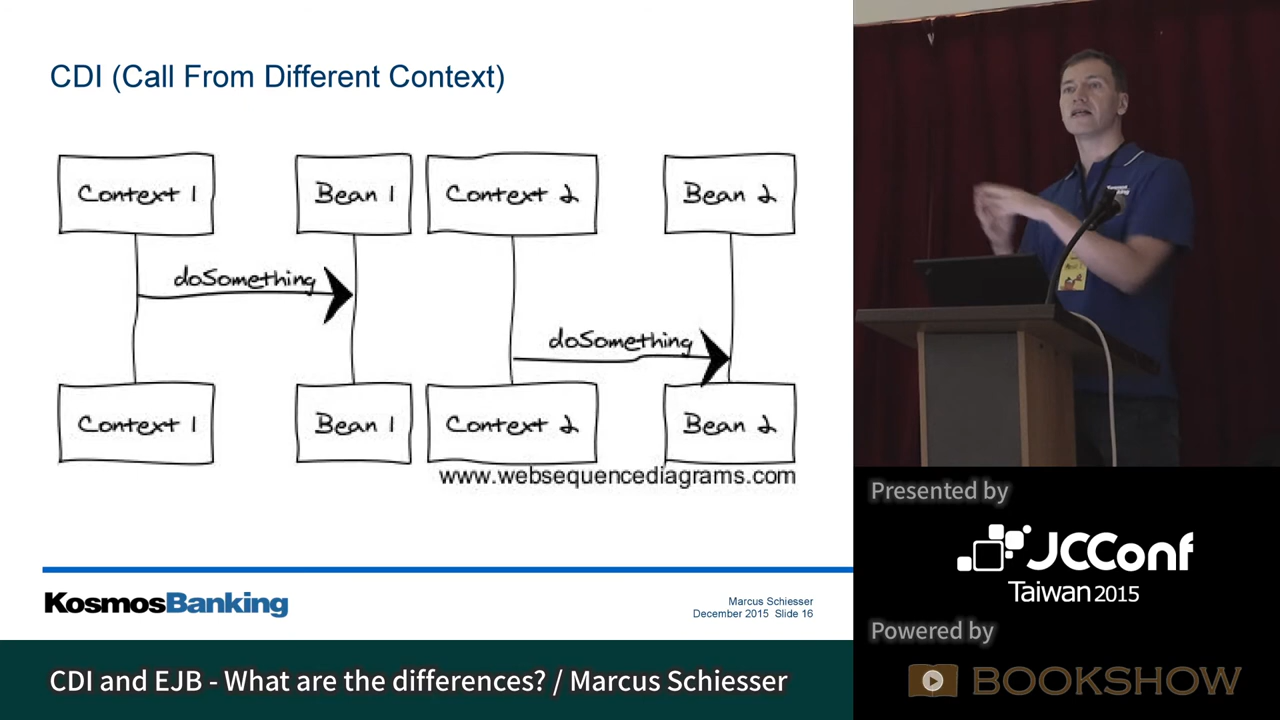 CDI (Call From Different Context)
Context 1
Bean 1
Context 2
Bean 2
doSomething
doSomething
Context 1
Bean 1
Context 2
Bean 2
www.websequencediagrams.com
KosmosBanking
Marcus Schiesser
December 2015 Slide 16
Presented by
JCConf
Taiwan 2015
Powered by
BOOKSHOW
CDI and EJB - What are the differences? / Marcus Schiesser